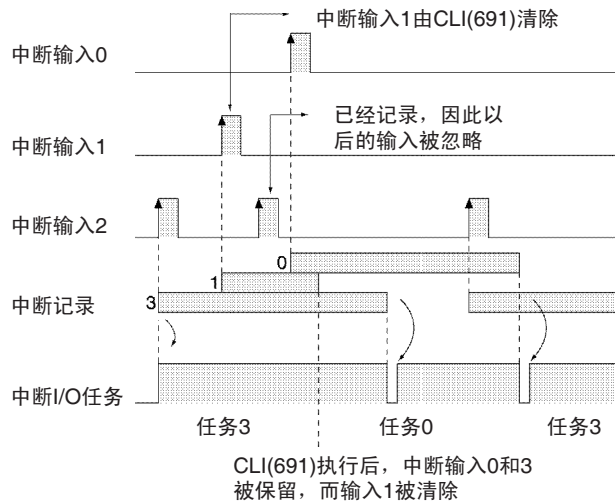 中断输入1由CLI(691)清除
中断输入0
已经记录，因此以
后的输入被忽略
中断输入1
中断输入2
0
1
中断记录
3
中断I/O任务
任务3
任务0
任务3
CLI(691)执行后，中断输入0和3
被保留，而输入1被清除